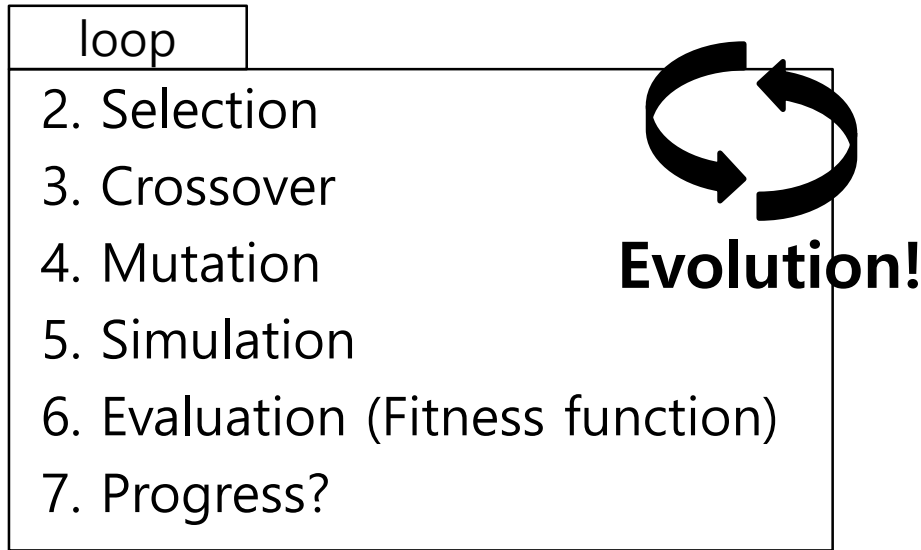 loop
2. Selection
3. Crossover
4. Mutation
Evolution!
5. Simulation
6. Evaluation (Fitness function)
7. Progress?